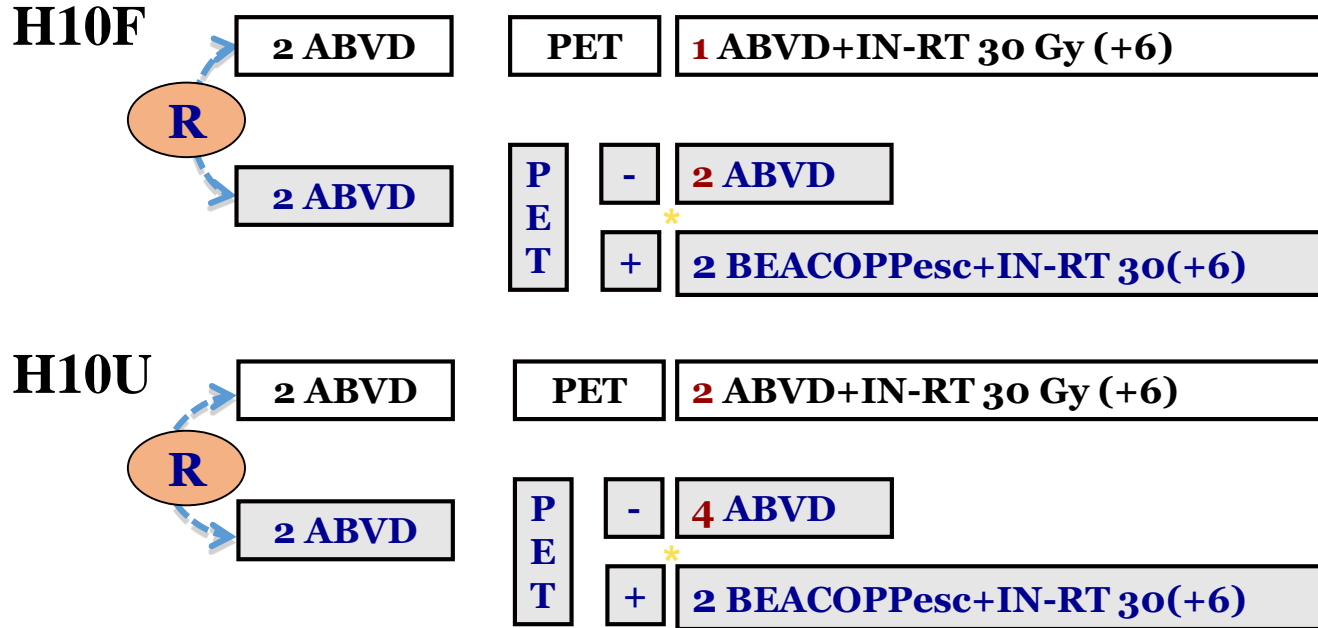 H10F
2 ABVD
PET
1 ABVD+IN-RT 30 Gy (+6)
R
2 ABVD
PET
-
2 ABVD
*
+
2 BEACOPPesc+IN-RT 30(+6)
H10U
2 ABVD
PET
2 ABVD+IN-RT 30 Gy (+6)
R
2 ABVD
PET
-
4 ABVD
*
+
2 BEACOPPesc+IN-RT 30(+6)